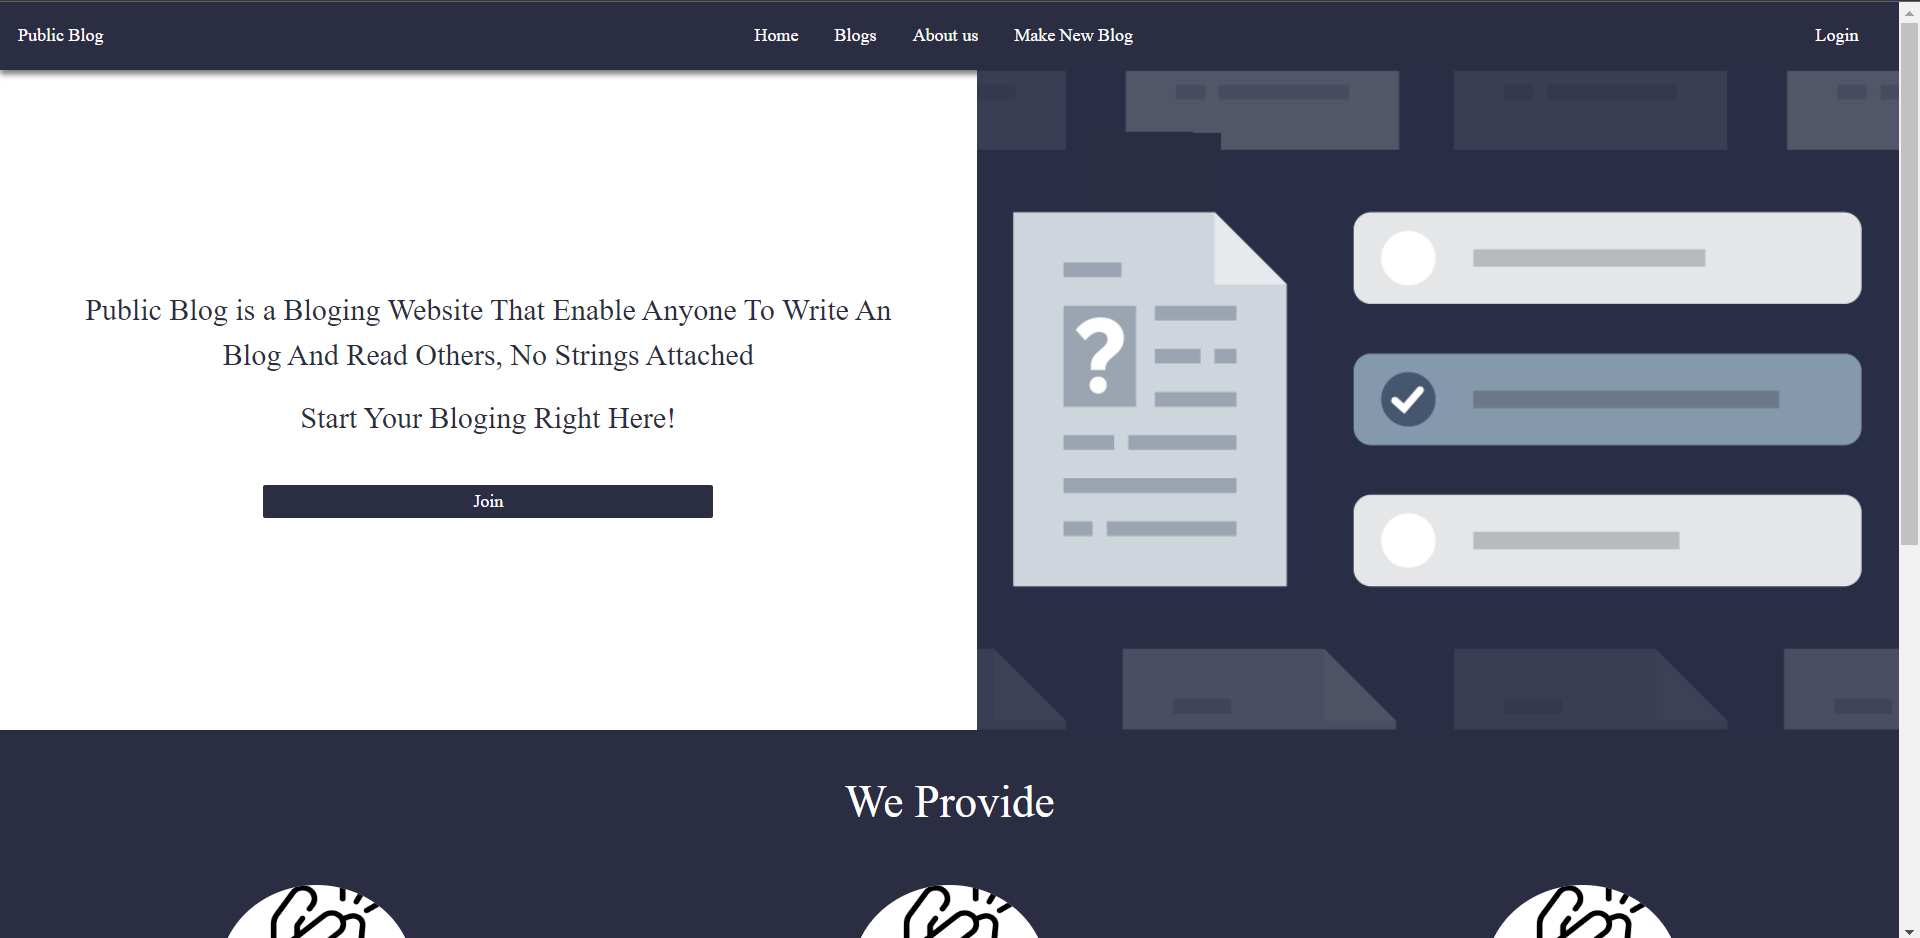 Public Blog
Home
Blogs
About us
Make New Blog
Login
Public Blog is a Bloging Website That Enable Anyone To Write An
Blog And Read Others, No Strings Attached
Start Your Bloging Right Here!
Join
?
We Provide